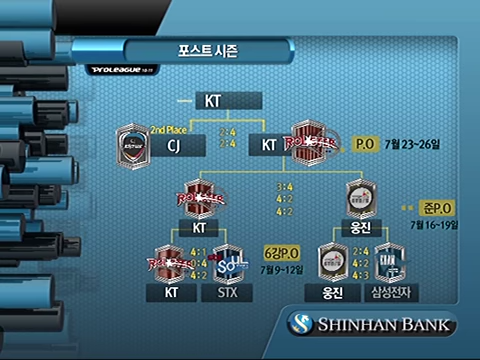 포스트 시즌
PROLEAGUE 10-11
KT
2nd Place
2:4
CJ
2:4
KT
P.O
7월 23~26일
3:4
4:2
KT
4:2
웅진
준P.O
7월 16~19일
4:1
0:4
4:2
6강P.O
7월 9~12일
4:2
2:4
4:3
KT
STX
웅진
삼성전자
SHINHAN BANK